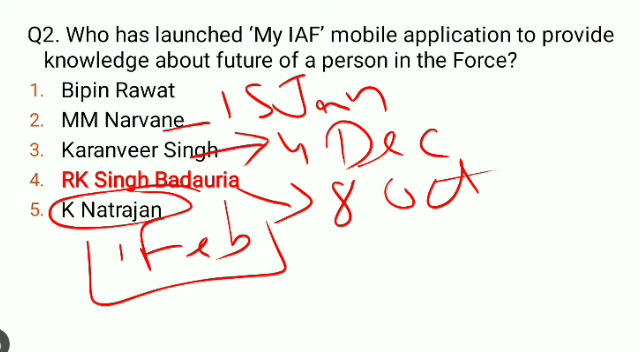 Q2. Who has launched ‘My IAF’ mobile application to provide
knowledge about future of a person in the Force?
1. Bipin Rawat
2. MM Narvane 15 Jan
3. Karanveer Singh 4 Dec
4. RK Singh Badauria 8 Oct
5. K Natrajan
1 Feb